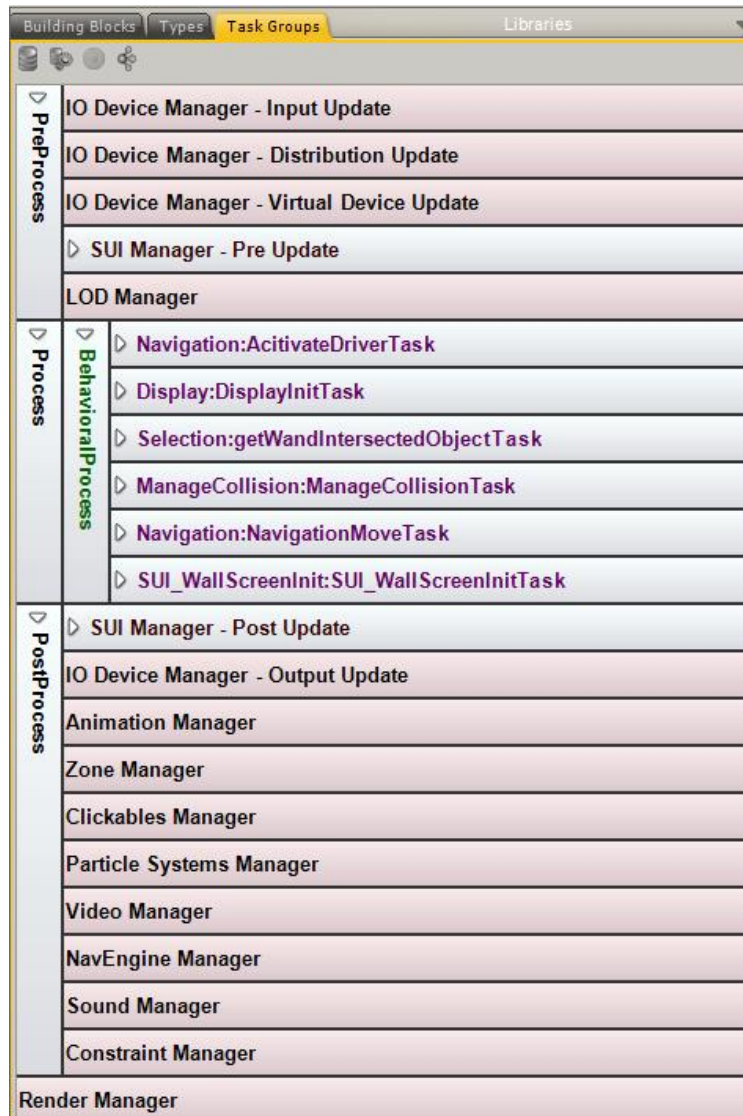 Building Blocks Types Task Groups Libraries
PreProcess
IO Device Manager - Input Update
IO Device Manager - Distribution Update
IO Device Manager - Virtual Device Update
SUI Manager - Pre Update
LOD Manager
Process
BehavioralProcess
Navigation:AcitivateDriverTask
Display:DisplayInitTask
Selection:getWandIntersectedObjectTask
ManageCollision:ManageCollisionTask
Navigation:NavigationMoveTask
SUI_WallScreenInit:SUI_WallScreenInitTask
PostProcess
SUI Manager - Post Update
IO Device Manager - Output Update
Animation Manager
Zone Manager
Clickables Manager
Particle Systems Manager
Video Manager
NavEngine Manager
Sound Manager
Constraint Manager
Render Manager